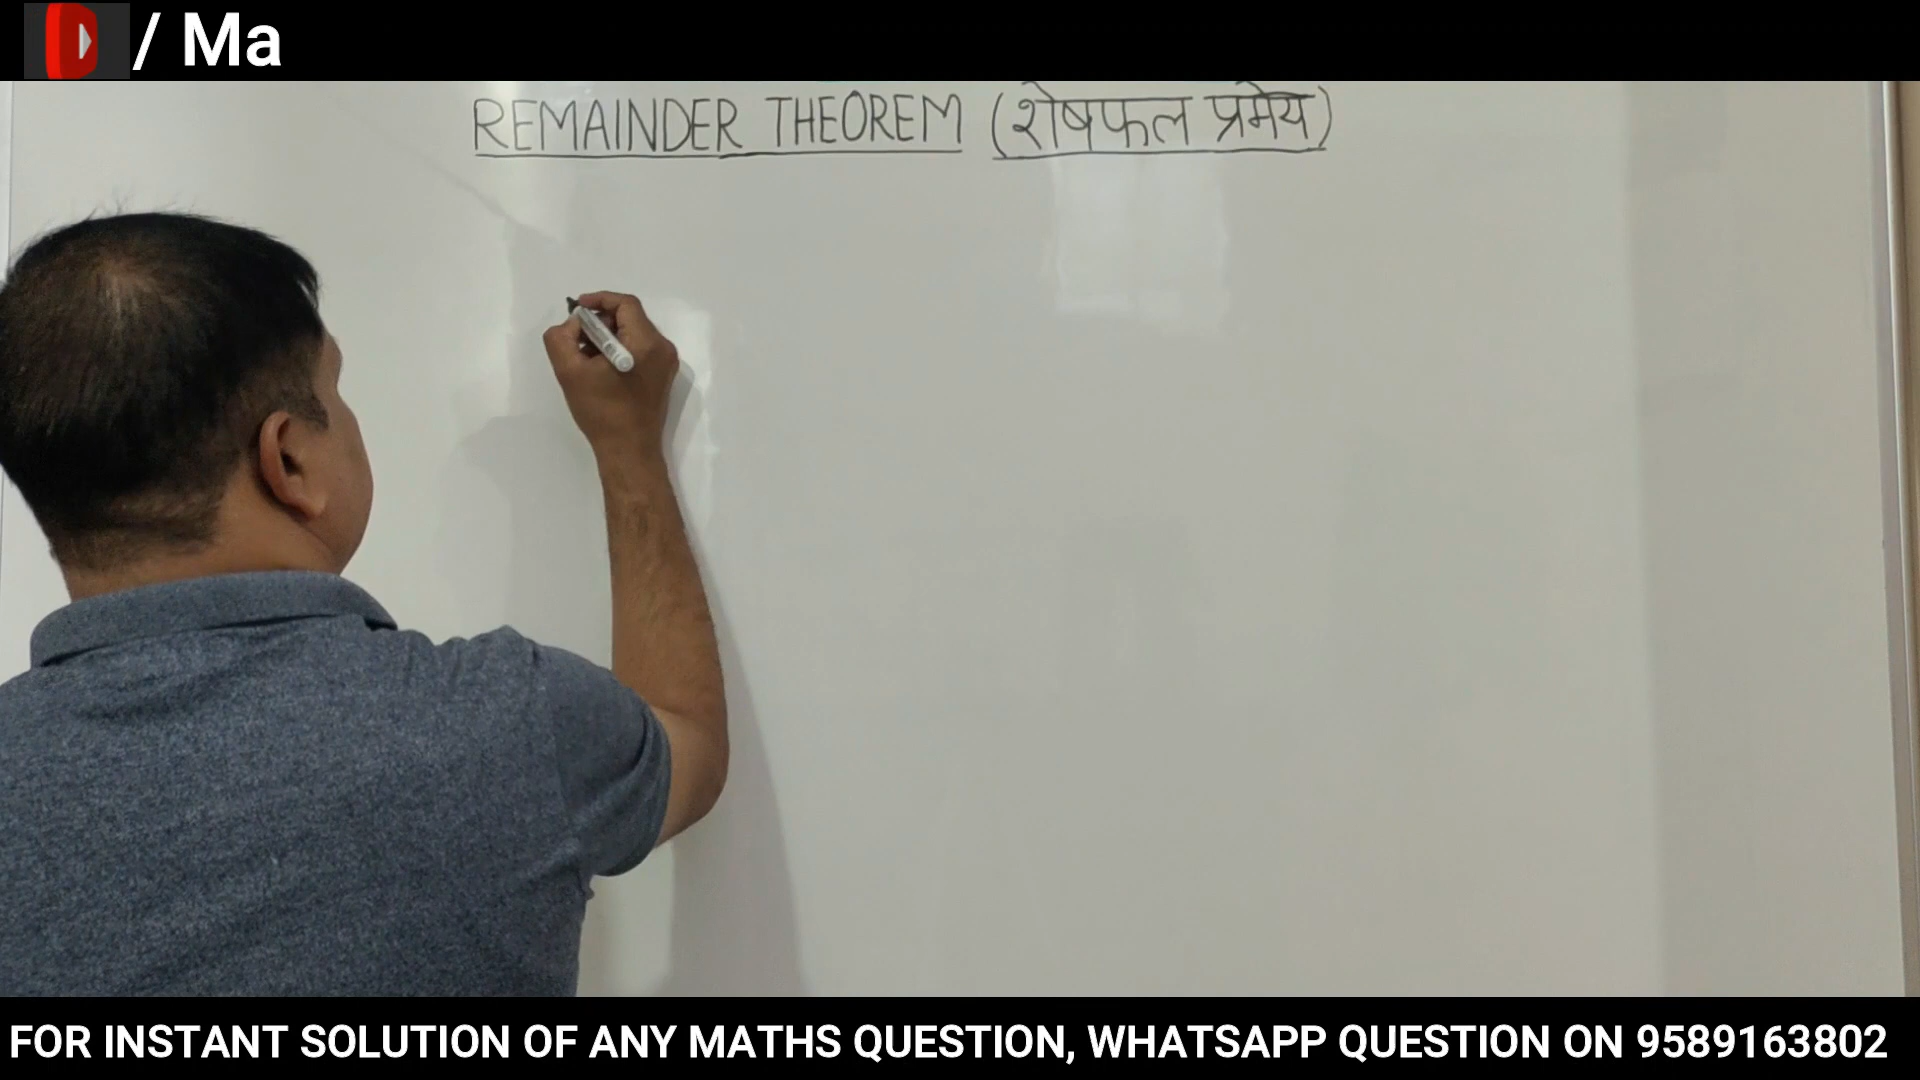 / Ma
REMAINDER THEOREM (शेषफल प्रमेय)
FOR INSTANT SOLUTION OF ANY MATHS QUESTION, WHATSAPP QUESTION ON 9589163802